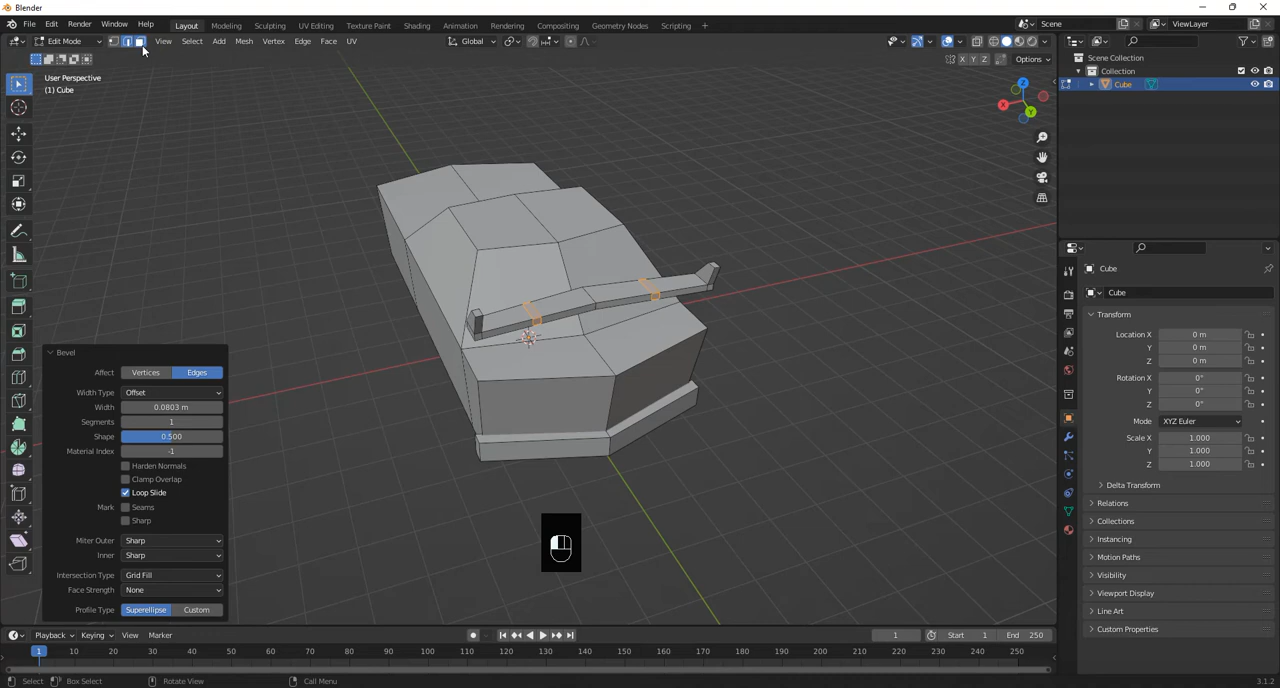 Blender
File Edit Render Window Help
Layout Modeling Sculpting UV Editing Texture Paint Shading Animation Rendering Compositing Geometry Nodes Scripting +
Scene ViewLayer
Edit Mode View Select Add Mesh Vertex Edge Face UV Global
X Y Z Options
User Perspective
(1) Cube
Z
X
Y
Scene Collection
Collection
Cube
Cube
Cube
Transform
Location X 0 m
Y 0 m
Z 0 m
Rotation X 0°
Y 0°
Z 0°
Mode XYZ Euler
Scale X 1.000
Y 1.000
Z 1.000
Delta Transform
Relations
Collections
Instancing
Motion Paths
Visibility
Viewport Display
Line Art
Custom Properties
Bevel
Affect Vertices Edges
Width Type Offset
Width 0.0803 m
Segments 1
Shape 0.500
Material Index -1
Harden Normals
Clamp Overlap
Loop Slide
Mark Seams
Sharp
Miter Outer Sharp
Inner Sharp
Intersection Type Grid Fill
Face Strength None
Profile Type Superellipse Custom
Playback Keying View Marker 1 Start 1 End 250
1 10 20 30 40 50 60 70 80 90 100 110 120 130 140 150 160 170 180 190 200 210 220 230 240 250
Select Box Select Rotate View Call Menu 3.1.2